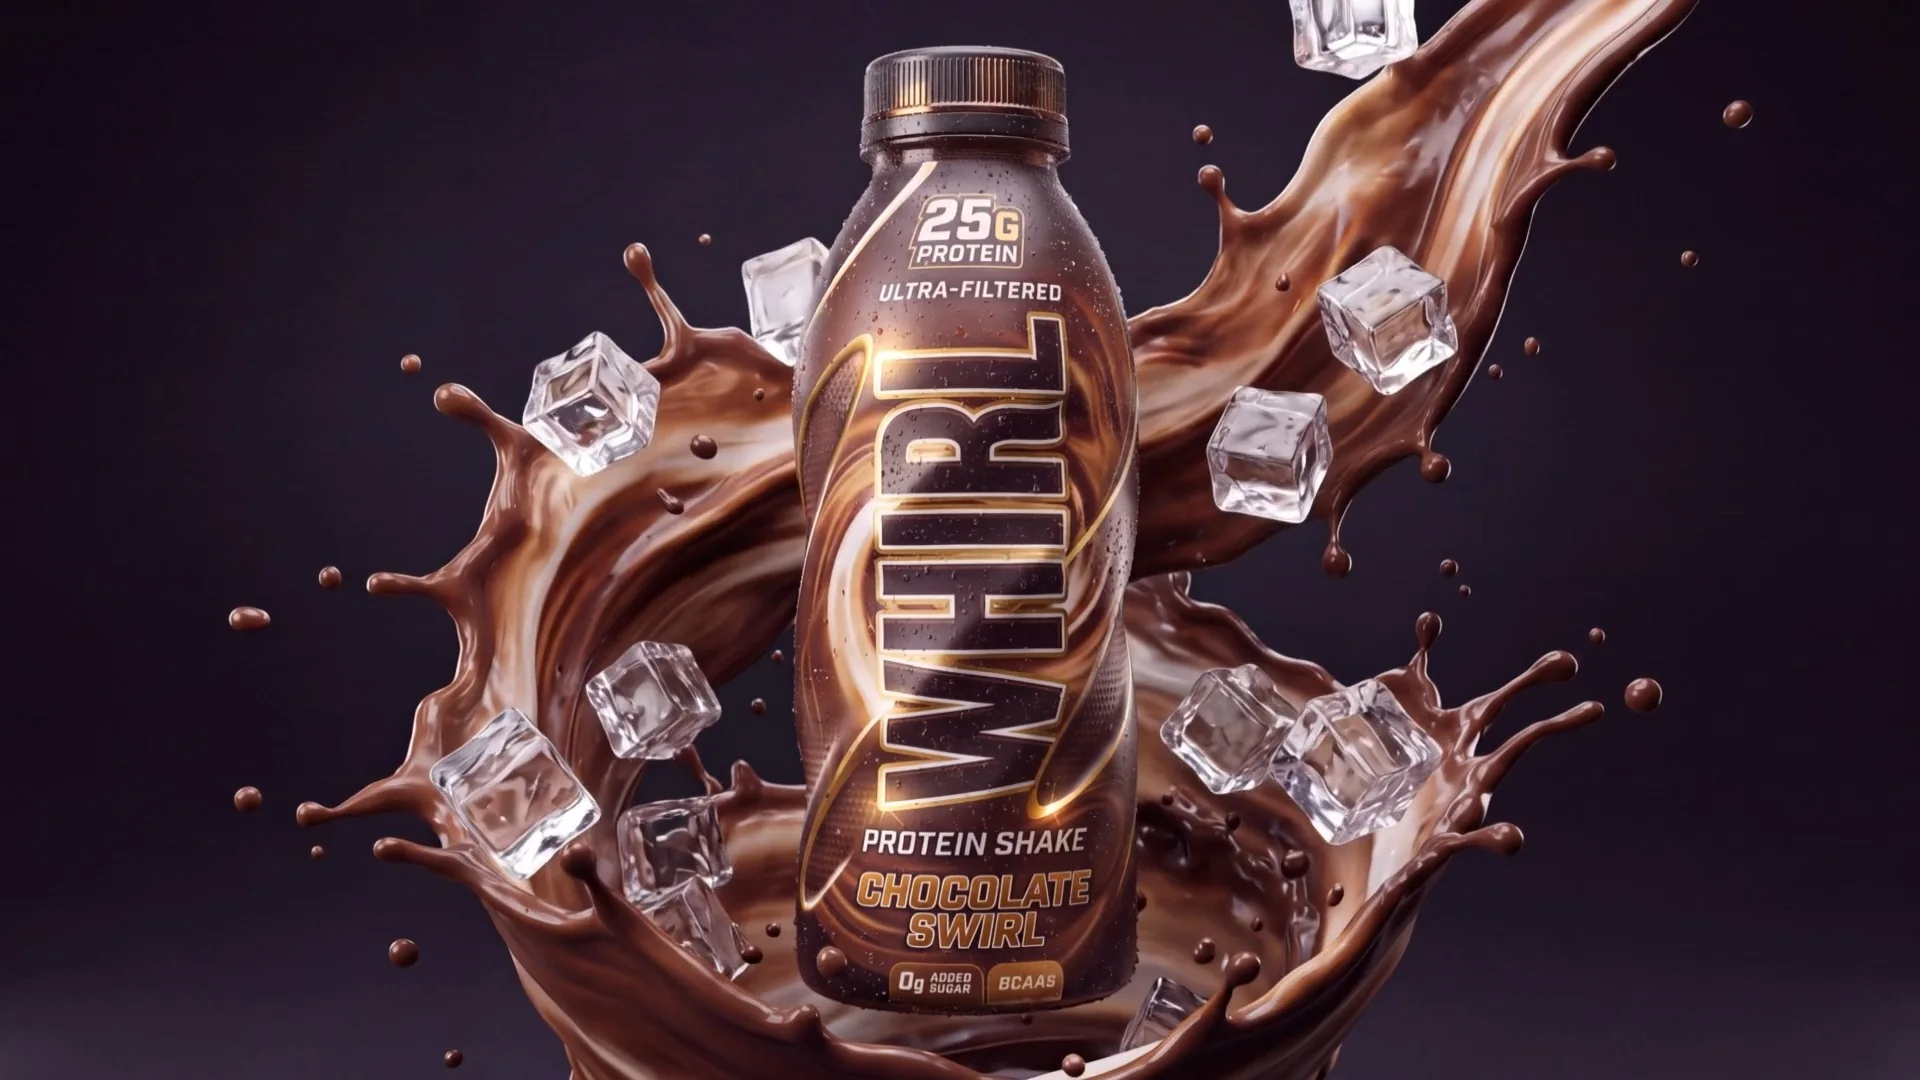 25G
PROTEIN
ULTRA-FILTERED
WHIRL
PROTEIN SHAKE
CHOCOLATE
SWIRL
0g ADDED
SUGAR
BCAAS